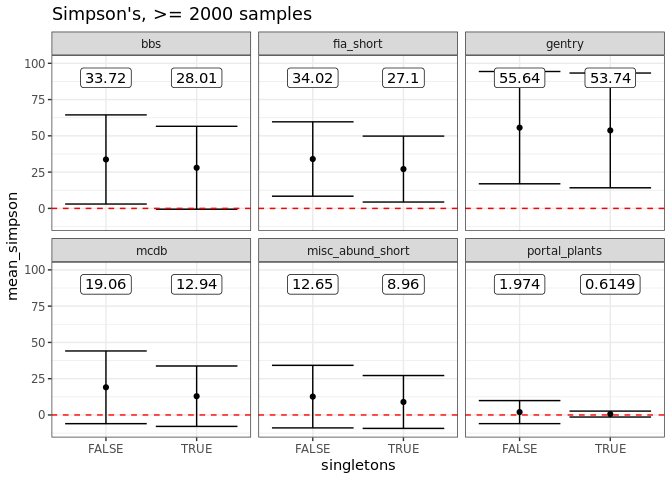 Simpson's, >= 2000 samples
bbs fia_short gentry
100
33.72 28.01 34.02 27.1 55.64 53.74
75
50
25
0
mean_simpson
mcdb misc_abund_short portal_plants
100
19.06 12.94 12.65 8.96 1.974 0.6149
75
50
25
0
FALSE TRUE FALSE TRUE FALSE TRUE
singletons